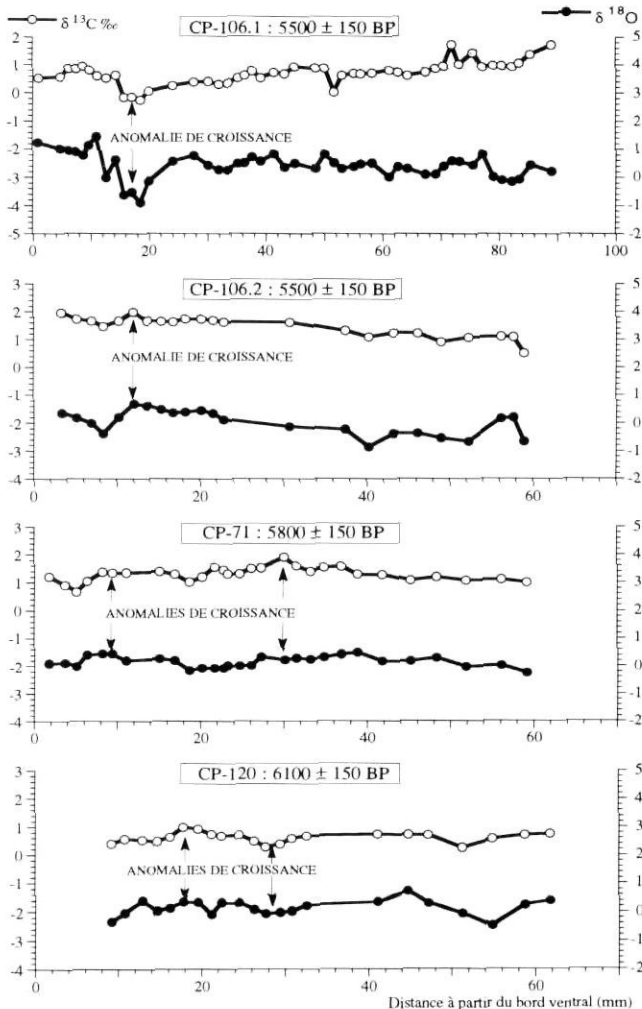 δ 13C ‰ CP-106.1 : 5500 ± 150 BP δ 18O
2 1 0 -1 -2 -3 -4 -5
5 4 3 2 1 0 -1 -2
ANOMALIE DE CROISSANCE
0 20 40 60 80 100
CP-106.2 : 5500 ± 150 BP
3 2 1 0 -1 -2 -3 -4
5 4 3 2 1 0 -1 -2
ANOMALIE DE CROISSANCE
0 20 40 60
CP-71 : 5800 ± 150 BP
3 2 1 0 -1 -2 -3 -4
5 4 3 2 1 0 -1 -2
ANOMALIES DE CROISSANCE
0 20 40 60
CP-120 : 6100 ± 150 BP
3 2 1 0 -1 -2 -3 -4
5 4 3 2 1 0 -1 -2
ANOMALIES DE CROISSANCE
0 10 20 30 40 50 60 70
Distance à partir du bord ventral (mm)